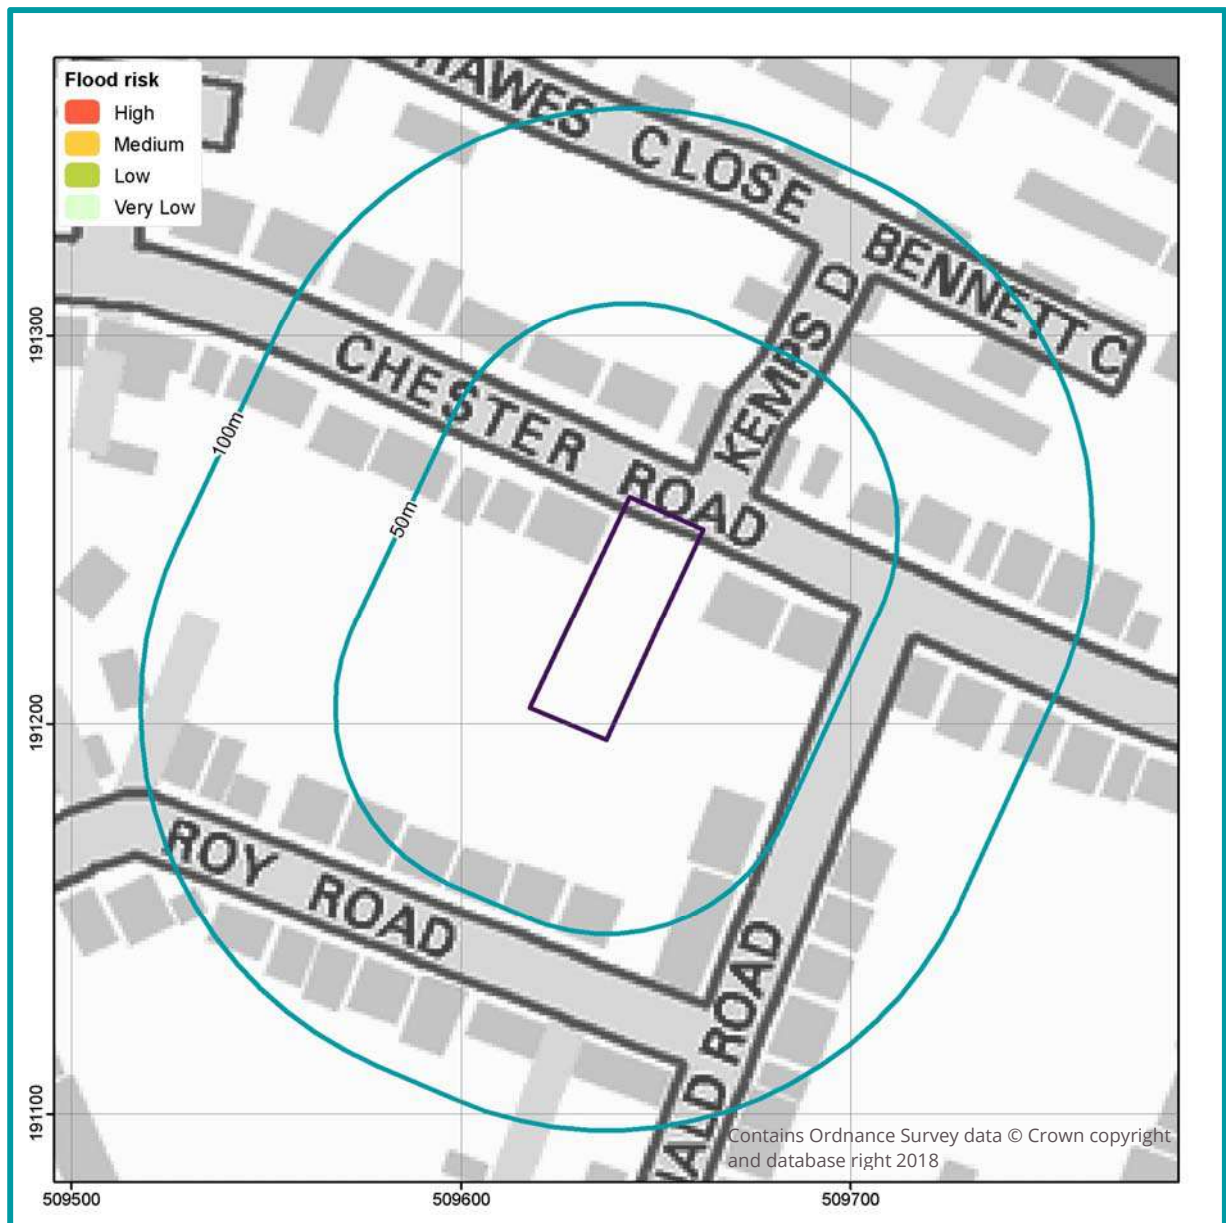 Flood risk
High
Medium
Low
Very Low
HAWES CLOSE
BENNETT C
KEMPS D
CHESTER ROAD
100m
50m
ROY ROAD
NALD ROAD
191300
191200
191100
509500
509600
509700
Contains Ordnance Survey data © Crown copyright
and database right 2018